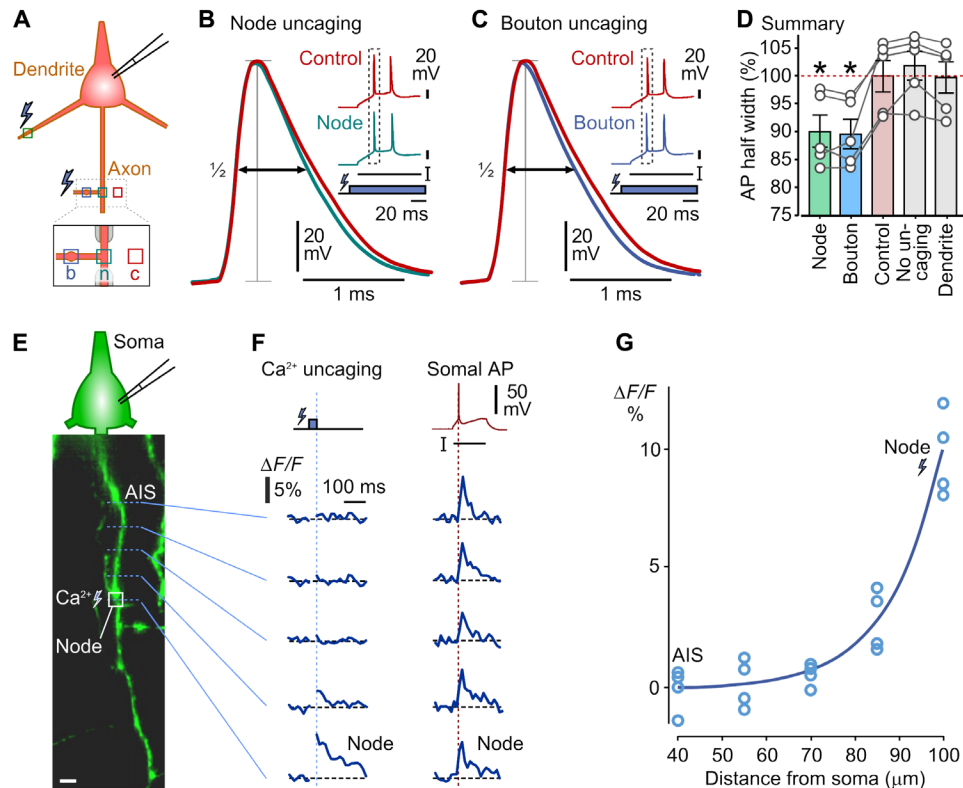 A
Dendrite
Axon
b
n
c
B
Node uncaging
Control
20
mV
Node
I
20 ms
½
20
mV
1 ms
C
Bouton uncaging
Control
20
mV
Bouton
I
20 ms
½
20
mV
1 ms
D Summary
AP half width (%)
105
100
95
90
85
80
75
* *
Node
Bouton
Control
No un-
caging
Dendrite
E
Soma
AIS
Ca²⁺
Node
F
Ca²⁺ uncaging
Somal AP
50
mV
I
ΔF/F
5%
100 ms
Node
Node
G
ΔF/F
%
10
5
0
Node
AIS
40 50 60 70 80 90 100
Distance from soma (μm)